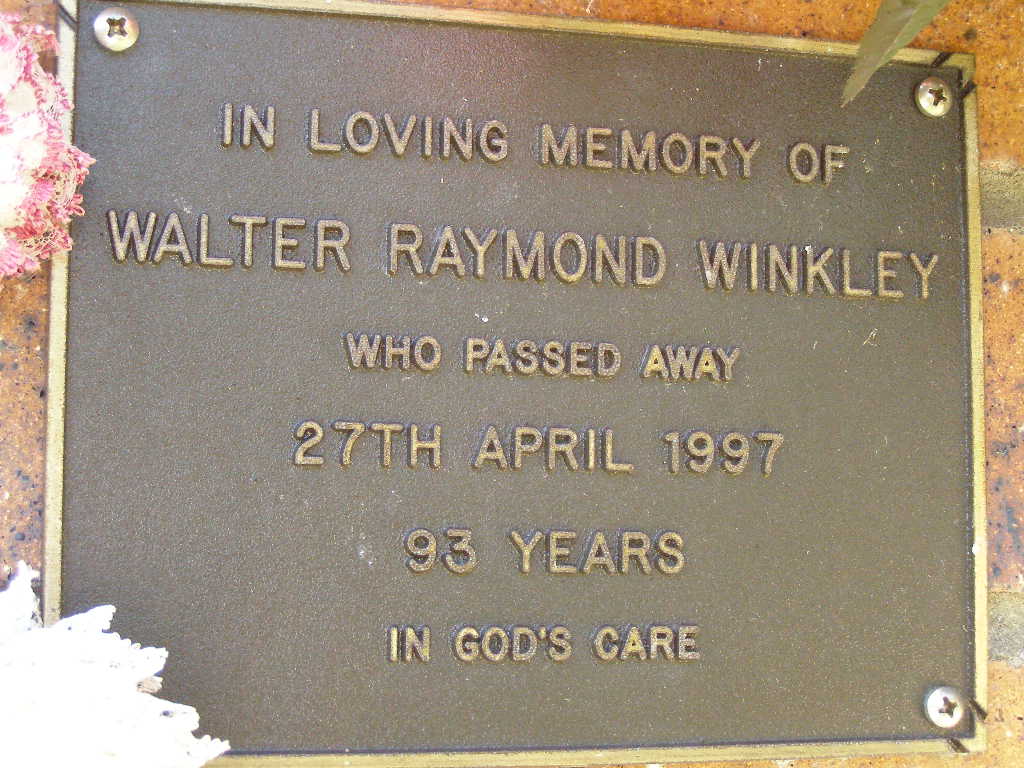 IN LOVING MEMORY OF
WALTER RAYMOND WINKLEY
WHO PASSED AWAY
27TH APRIL 1997
93 YEARS
IN GOD'S CARE